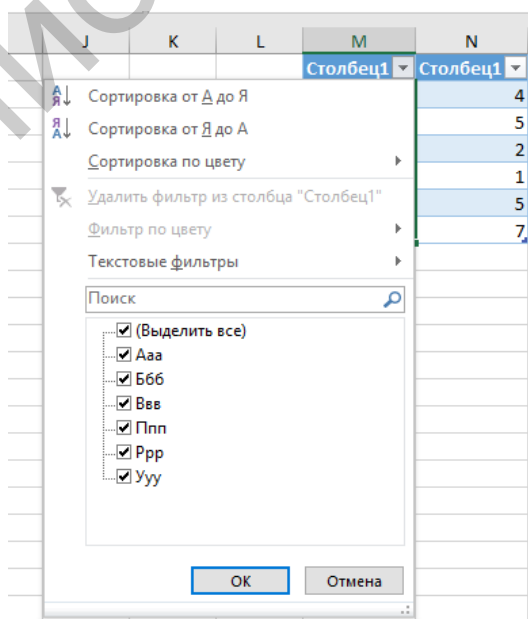 J K L M N
Столбец1 Столбец1
Сортировка от А до Я 4
Сортировка от Я до А 5
Сортировка по цвету 2
1
Удалить фильтр из столбца "Столбец1" 5
Фильтр по цвету 7
Текстовые фильтры
Поиск
(Выделить все)
Ааа
Ббб
Ввв
Ппп
Ррр
Ууу
ОК Отмена